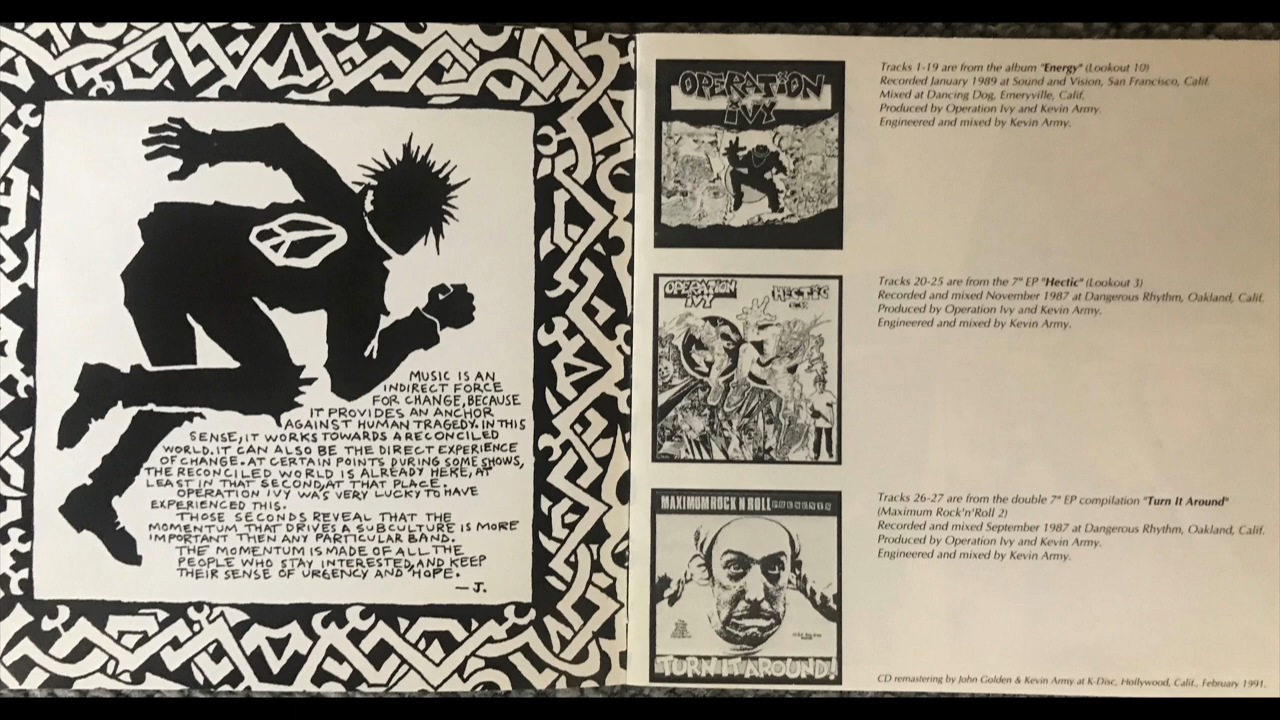 MUSIC IS AN
INDIRECT FORCE
FOR CHANGE, BECAUSE
IT PROVIDES AN ANCHOR
AGAINST HUMAN TRAGEDY. IN THIS
SENSE, IT WORKS TOWARDS A RECONCILED
WORLD. IT CAN ALSO BE THE DIRECT EXPERIENCE
OF CHANGE. AT CERTAIN POINTS DURING SOME SHOWS,
THE RECONCILED WORLD IS ALREADY HERE, AT
LEAST IN THAT SECOND, AT THAT PLACE.
OPERATION IVY WAS VERY LUCKY TO HAVE
EXPERIENCED THIS.
THOSE SECONDS REVEAL THAT THE
MOMENTUM THAT DRIVES A SUBCULTURE IS MORE
IMPORTANT THEN ANY PARTICULAR BAND.
THE MOMENTUM IS MADE OF ALL THE
PEOPLE WHO STAY INTERESTED, AND KEEP
THEIR SENSE OF URGENCY AND HOPE.
— J.
OPERATION
IVY
Tracks 1-19 are from the album "Energy" (Lookout 10)
Recorded January 1989 at Sound and Vision, San Francisco, Calif.
Mixed at Dancing Dog, Emeryville, Calif.
Produced by Operation Ivy and Kevin Army.
Engineered and mixed by Kevin Army.
OPERATION
IVY
HECTIC
E.P.
Tracks 20-25 are from the 7" EP "Hectic" (Lookout 3)
Recorded and mixed November 1987 at Dangerous Rhythm, Oakland, Calif.
Produced by Operation Ivy and Kevin Army.
Engineered and mixed by Kevin Army.
MAXIMUM ROCK N ROLL PRESENTS
TURN IT AROUND!
Tracks 26-27 are from the double 7" EP compilation "Turn It Around"
(Maximum Rock'n'Roll 2)
Recorded and mixed September 1987 at Dangerous Rhythm, Oakland, Calif.
Produced by Operation Ivy and Kevin Army.
Engineered and mixed by Kevin Army.
CD remastering by John Golden & Kevin Army at K-Disc, Hollywood, Calif., February 1991.